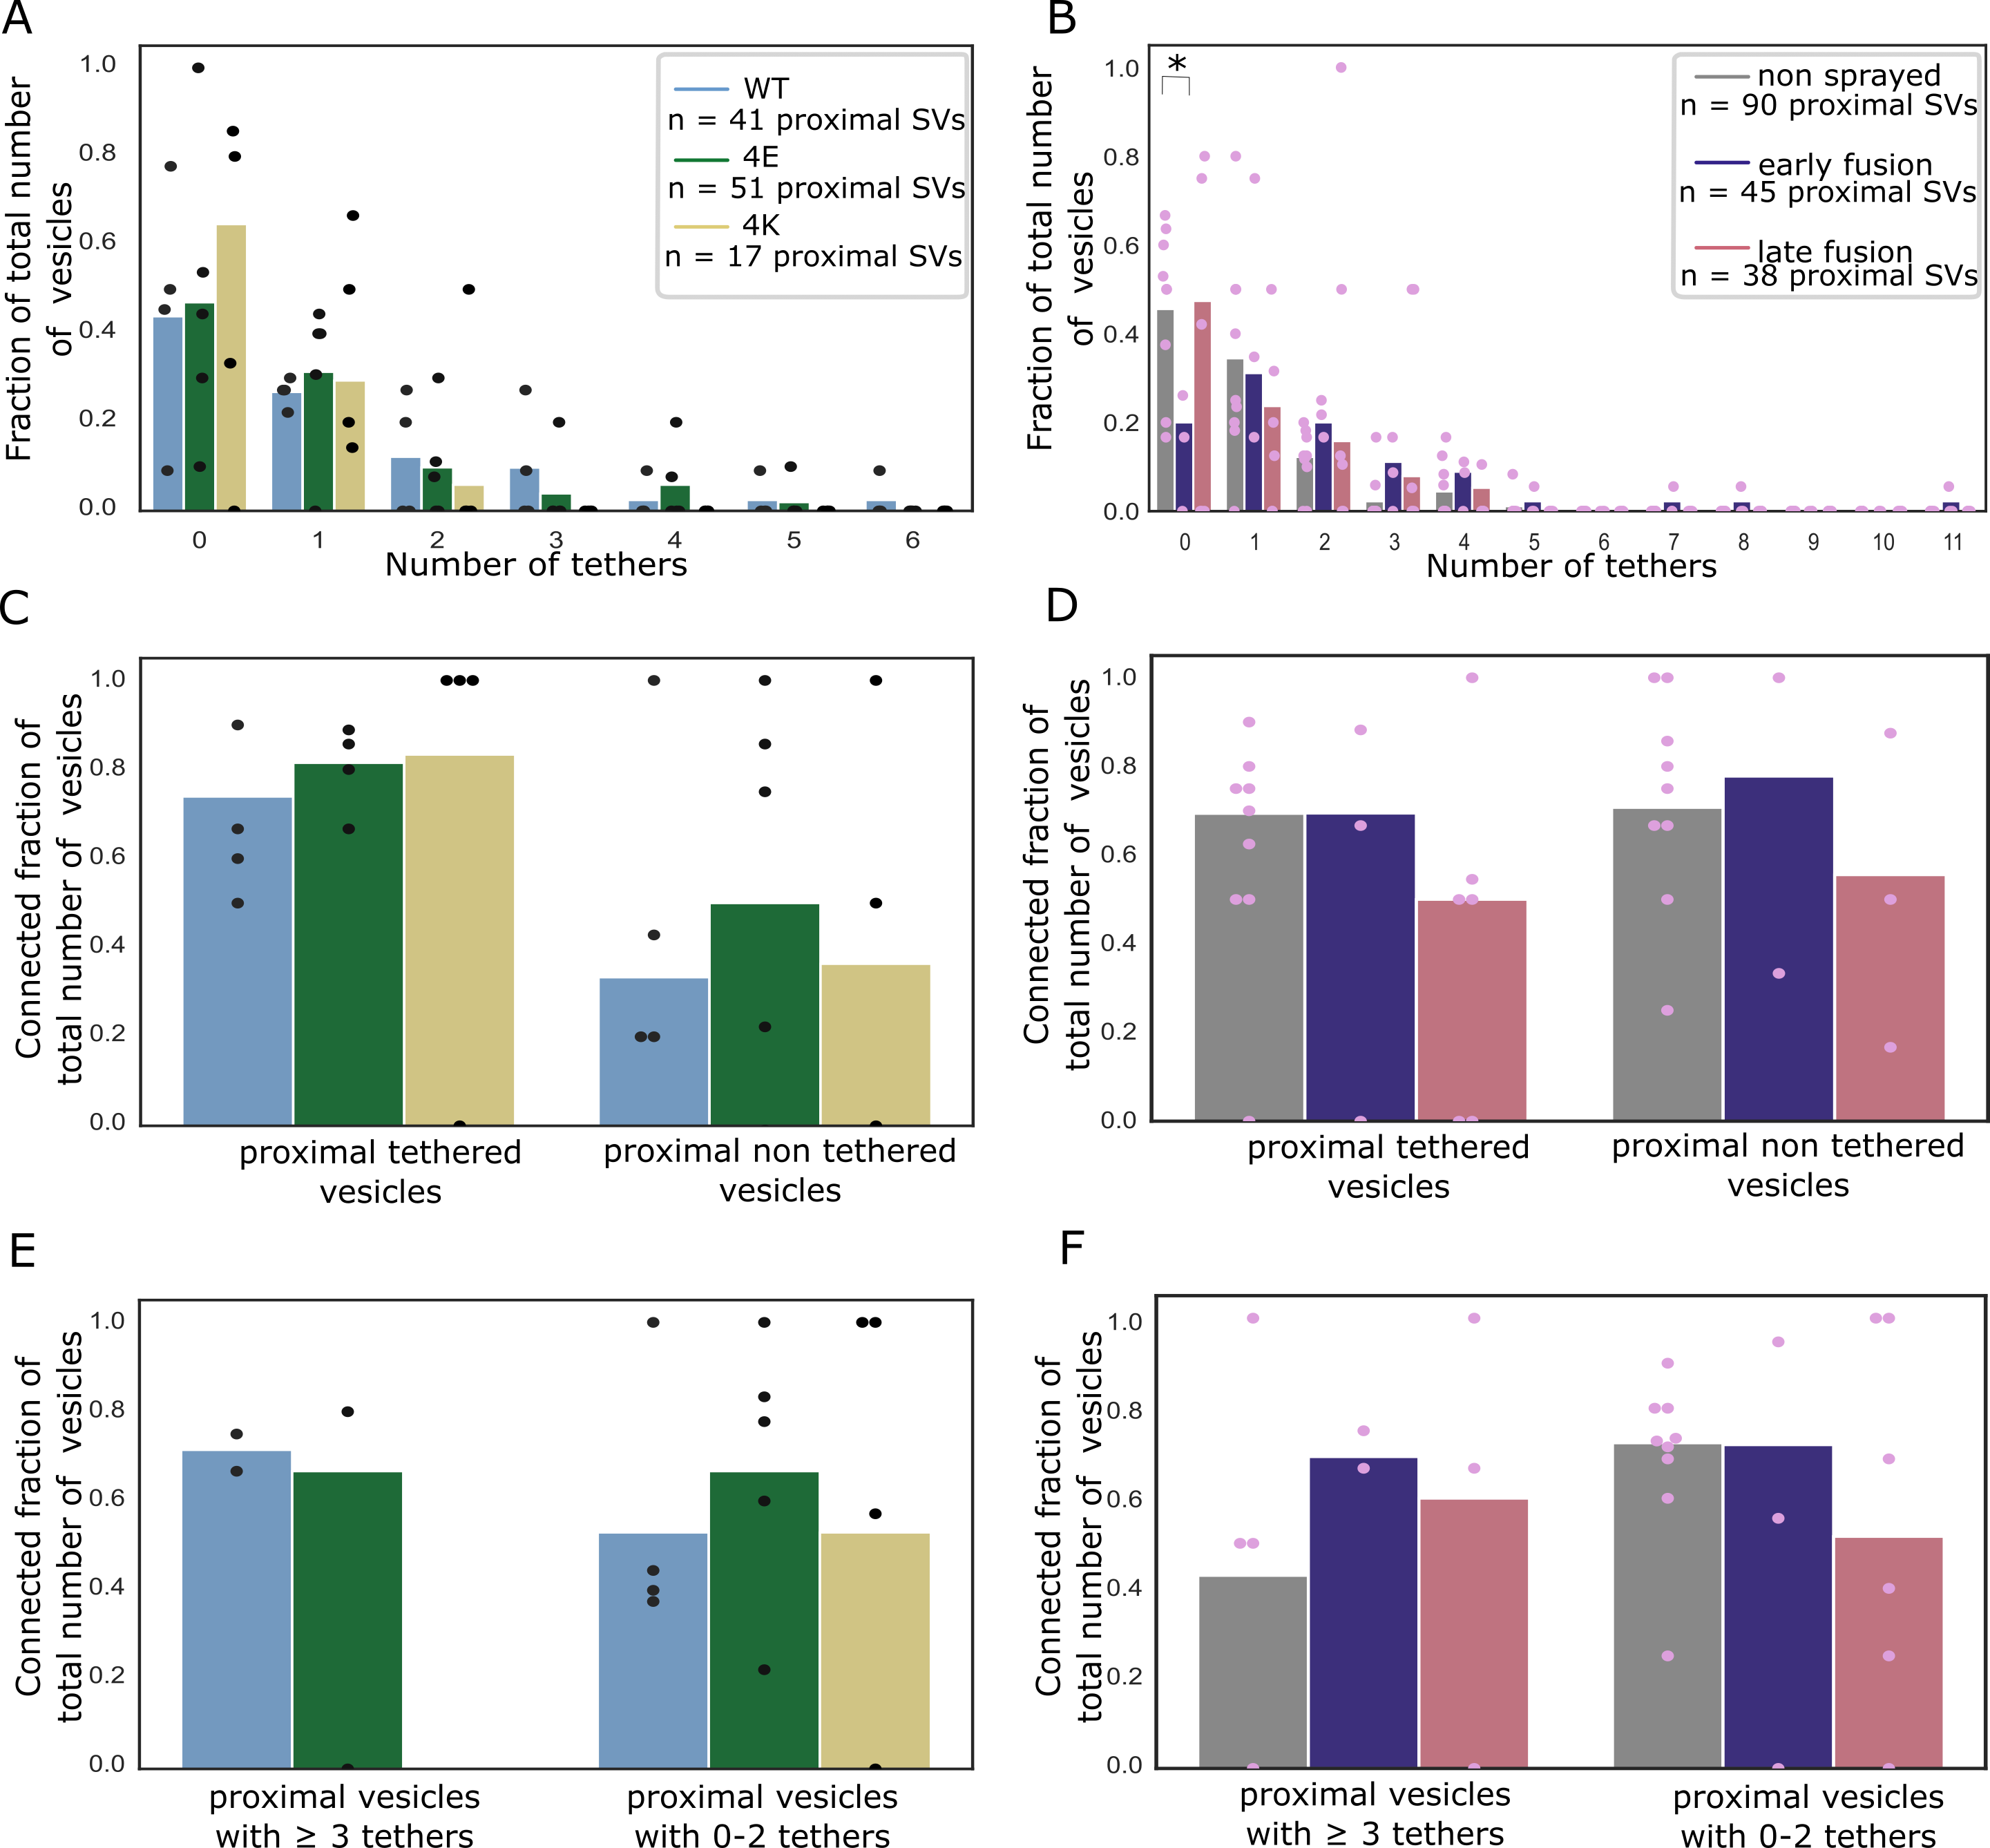 A
Fraction of total number
of vesicles
1.0
0.8
0.6
0.4
0.2
0.0
WT
n = 41 proximal SVs
4E
n = 51 proximal SVs
4K
n = 17 proximal SVs
0 1 2 3 4 5 6
Number of tethers
B
Fraction of total number
of vesicles
1.0
0.8
0.6
0.4
0.2
0.0
*
non sprayed
n = 90 proximal SVs
early fusion
n = 45 proximal SVs
late fusion
n = 38 proximal SVs
0 1 2 3 4 5 6 7 8 9 10 11
Number of tethers
C
Connected fraction of
total number of vesicles
1.0
0.8
0.6
0.4
0.2
0.0
proximal tethered
vesicles
proximal non tethered
vesicles
D
Connected fraction of
total number of vesicles
1.0
0.8
0.6
0.4
0.2
0.0
proximal tethered
vesicles
proximal non tethered
vesicles
E
Connected fraction of
total number of vesicles
1.0
0.8
0.6
0.4
0.2
0.0
proximal vesicles
with ≥ 3 tethers
proximal vesicles
with 0-2 tethers
F
Connected fraction of
total number of vesicles
1.0
0.8
0.6
0.4
0.2
0.0
proximal vesicles
with ≥ 3 tethers
proximal vesicles
with 0-2 tethers